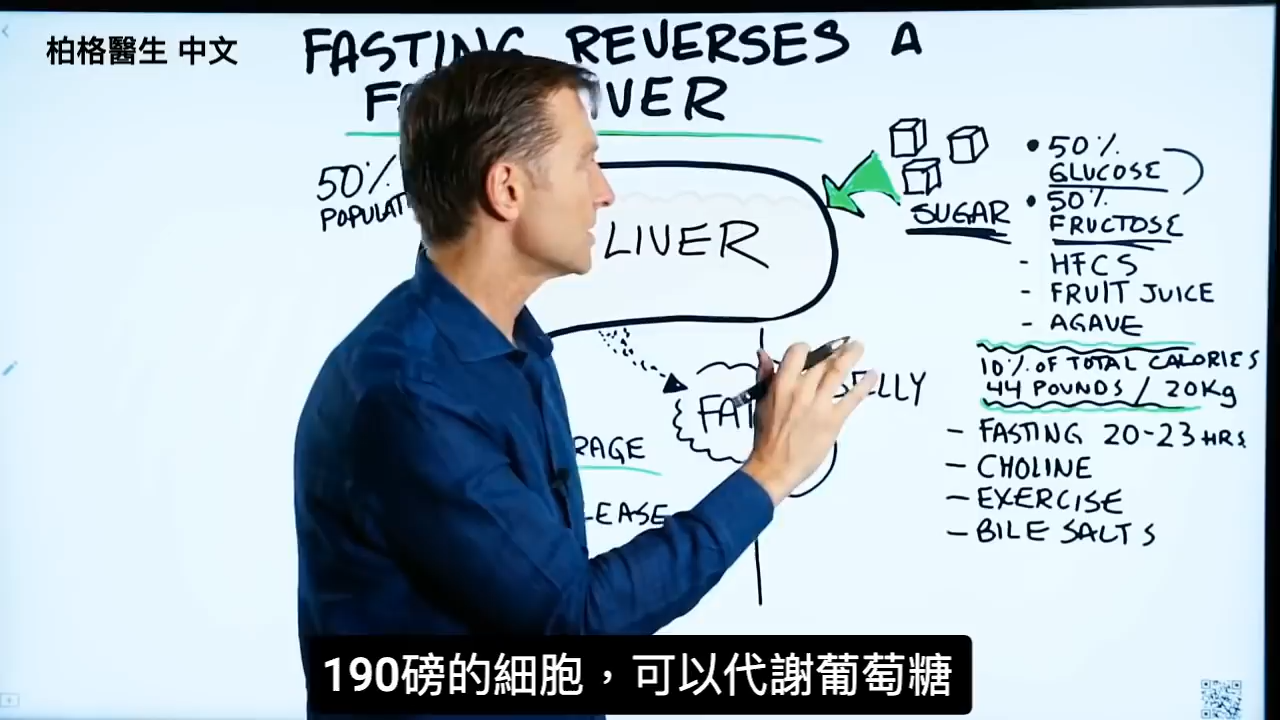 柏格醫生 中文
FASTING REVERSES A
LIVER
50%
SUGAR
• 50%
GLUCOSE
• 50%
FRUCTOSE
- HFCS
- FRUIT JUICE
- AGAVE
10% OF TOTAL CALORIES
44 POUNDS / 20Kg
- FASTING 20-23 HRS
- CHOLINE
- EXERCISE
- BILE SALTS
190磅的細胞，可以代謝葡萄糖